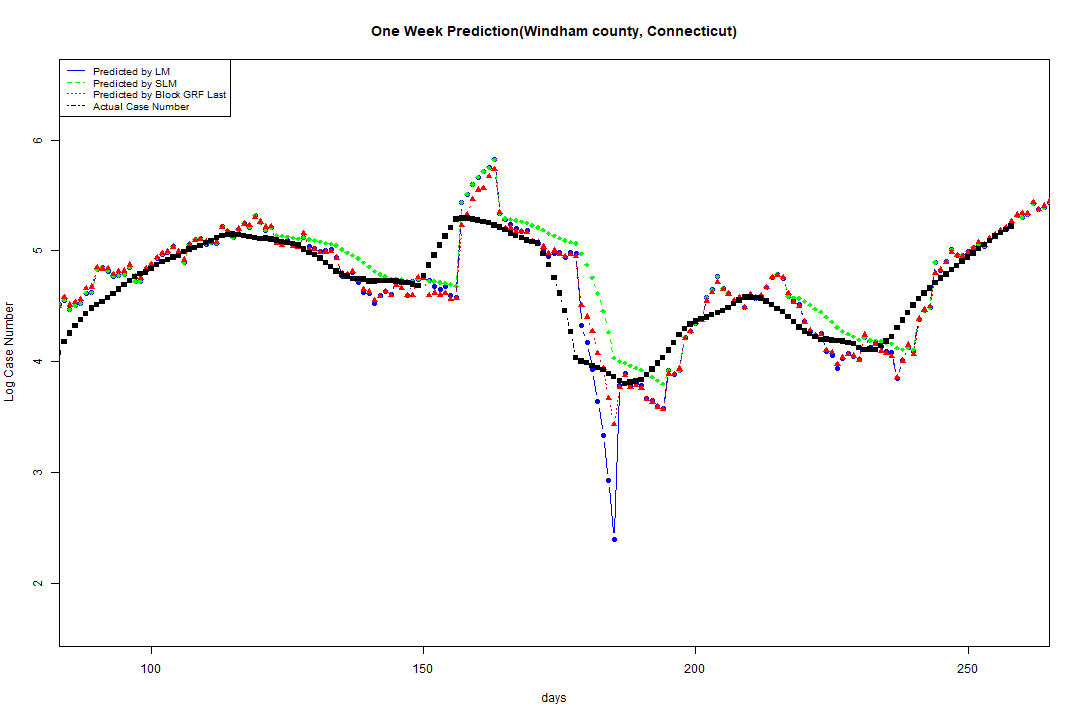 One Week Prediction(Windham county, Connecticut)
Predicted by LM
Predicted by SLM
Predicted by Block GRF Last
Actual Case Number
6
5
4
3
2
Log Case Number
100 150 200 250
days